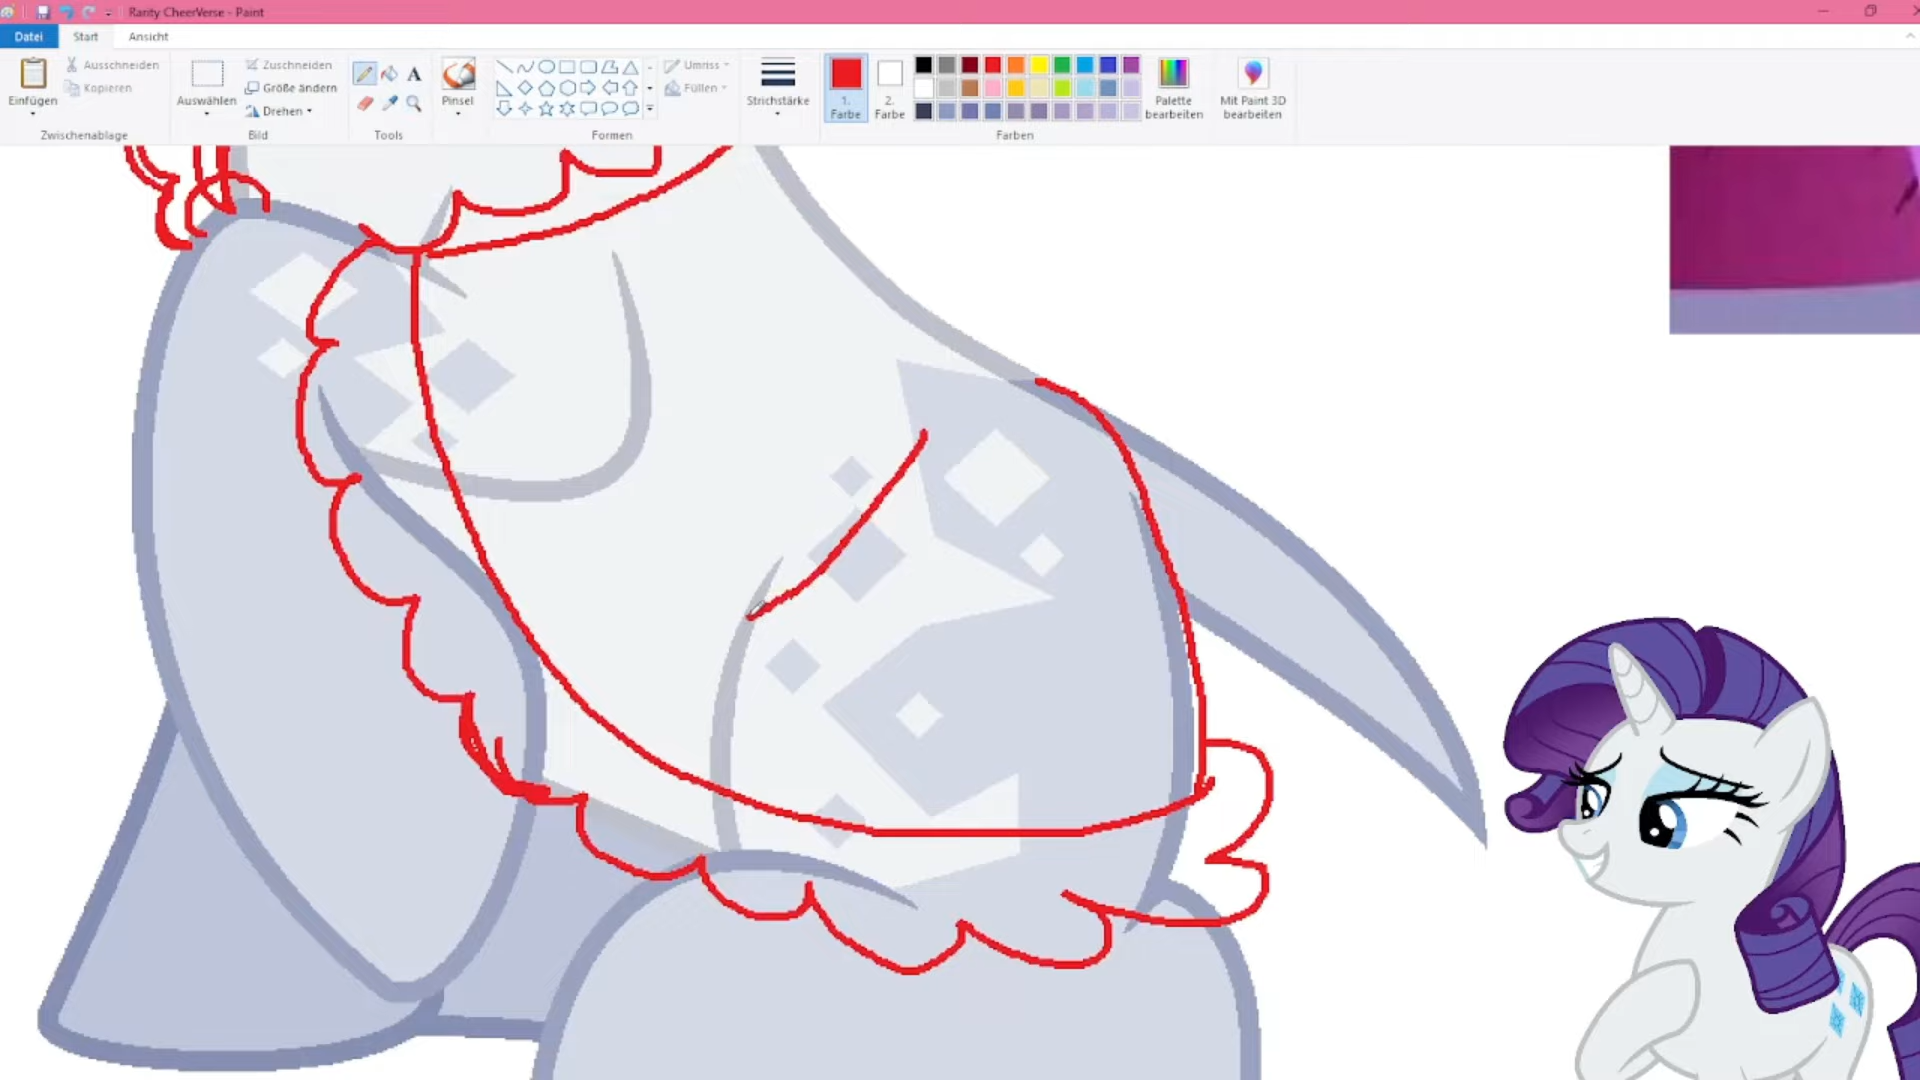 Rarity CheerVerse - Paint
Datei Start Ansicht
Einfügen
Ausschneiden
Kopieren
Zwischenablage
Auswählen
Zuschneiden
Größe ändern
Drehen
Bild
A
Tools
Pinsel
Umriss
Füllen
Formen
Strichstärke
1.
Farbe
2.
Farbe
Palette
bearbeiten
Mit Paint 3D
bearbeiten
Farben